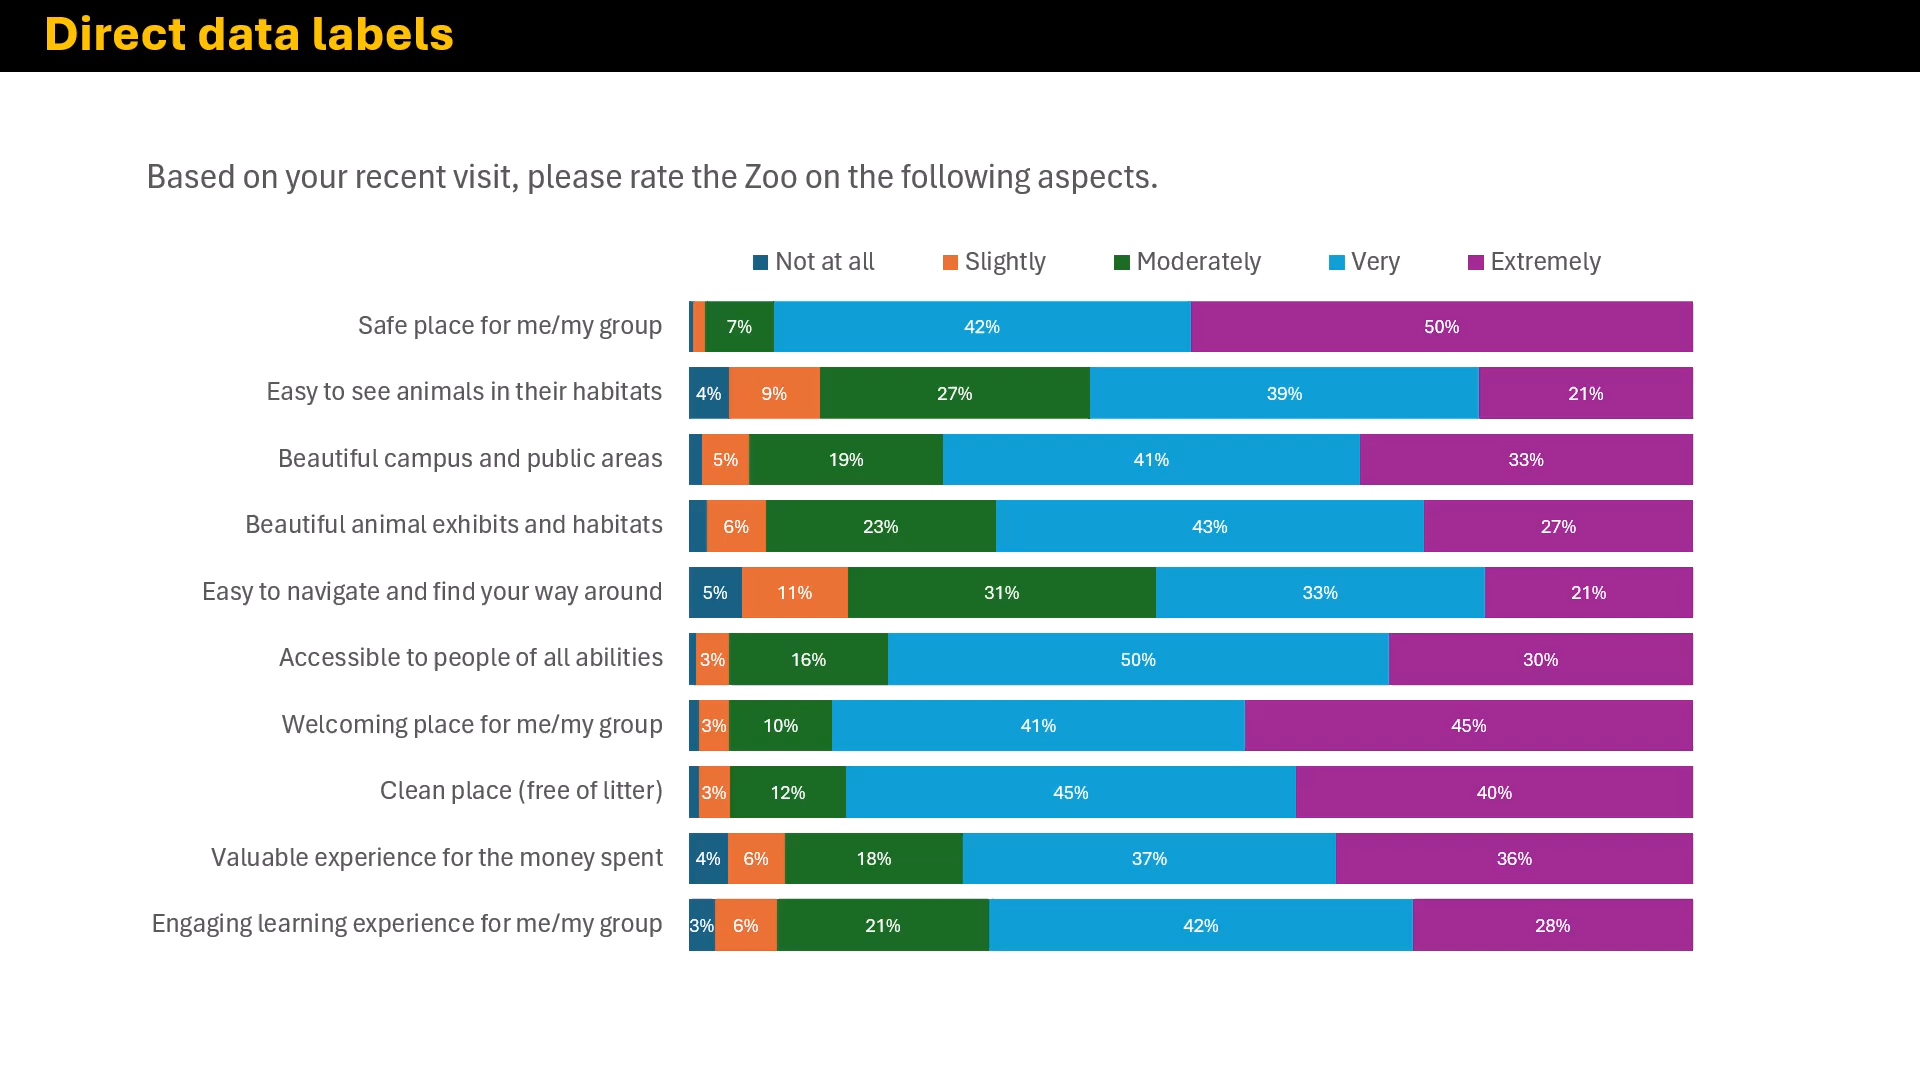 Direct data labels
Based on your recent visit, please rate the Zoo on the following aspects.
Not at all Slightly Moderately Very Extremely
Safe place for me/my group 7% 42% 50%
Easy to see animals in their habitats 4% 9% 27% 39% 21%
Beautiful campus and public areas 5% 19% 41% 33%
Beautiful animal exhibits and habitats 6% 23% 43% 27%
Easy to navigate and find your way around 5% 11% 31% 33% 21%
Accessible to people of all abilities 3% 16% 50% 30%
Welcoming place for me/my group 3% 10% 41% 45%
Clean place (free of litter) 3% 12% 45% 40%
Valuable experience for the money spent 4% 6% 18% 37% 36%
Engaging learning experience for me/my group 3% 6% 21% 42% 28%